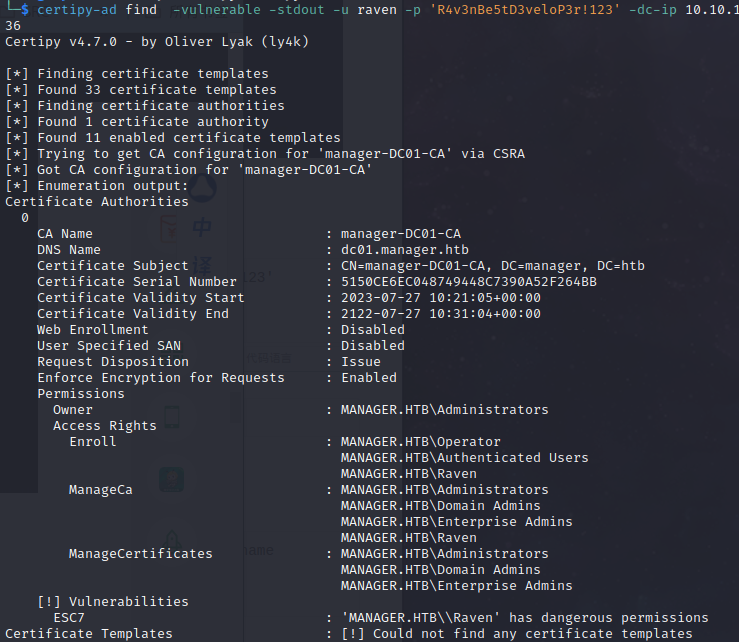 └─$ certipy-ad find -vulnerable -stdout -u raven -p 'R4v3nBe5tD3veloP3r!123' -dc-ip 10.10.1
36
Certipy v4.7.0 - by Oliver Lyak (ly4k)
[*] Finding certificate templates
[*] Found 33 certificate templates
[*] Finding certificate authorities
[*] Found 1 certificate authority
[*] Found 11 enabled certificate templates
[*] Trying to get CA configuration for 'manager-DC01-CA' via CSRA
[*] Got CA configuration for 'manager-DC01-CA'
[*] Enumeration output:
Certificate Authorities
0
CA Name : manager-DC01-CA
DNS Name : dc01.manager.htb
Certificate Subject : CN=manager-DC01-CA, DC=manager, DC=htb
Certificate Serial Number : 5150CE6EC048749448C7390A52F264BB
Certificate Validity Start : 2023-07-27 10:21:05+00:00
Certificate Validity End : 2122-07-27 10:31:04+00:00
Web Enrollment : Disabled
User Specified SAN : Disabled
Request Disposition : Issue
Enforce Encryption for Requests : Enabled
Permissions
Owner : MANAGER.HTB\Administrators
Access Rights
Enroll : MANAGER.HTB\Operator
MANAGER.HTB\Authenticated Users
MANAGER.HTB\Raven
ManageCa : MANAGER.HTB\Administrators
MANAGER.HTB\Domain Admins
MANAGER.HTB\Enterprise Admins
MANAGER.HTB\Raven
ManageCertificates : MANAGER.HTB\Administrators
MANAGER.HTB\Domain Admins
MANAGER.HTB\Enterprise Admins
[!] Vulnerabilities
ESC7 : 'MANAGER.HTB\\Raven' has dangerous permissions
Certificate Templates : [!] Could not find any certificate templates